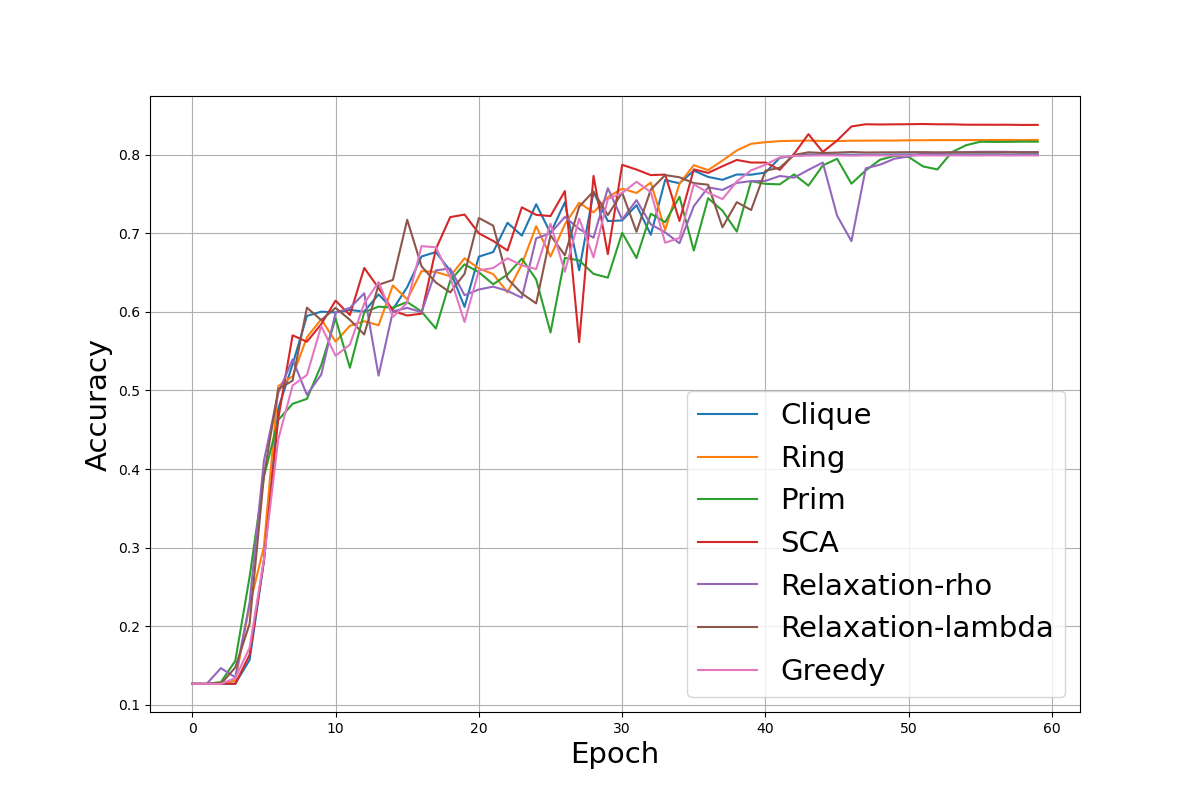 Accuracy
0.8
0.7
0.6
0.5
0.4
0.3
0.2
0.1
Clique
Ring
Prim
SCA
Relaxation-rho
Relaxation-lambda
Greedy
0 10 20 30 40 50 60
Epoch